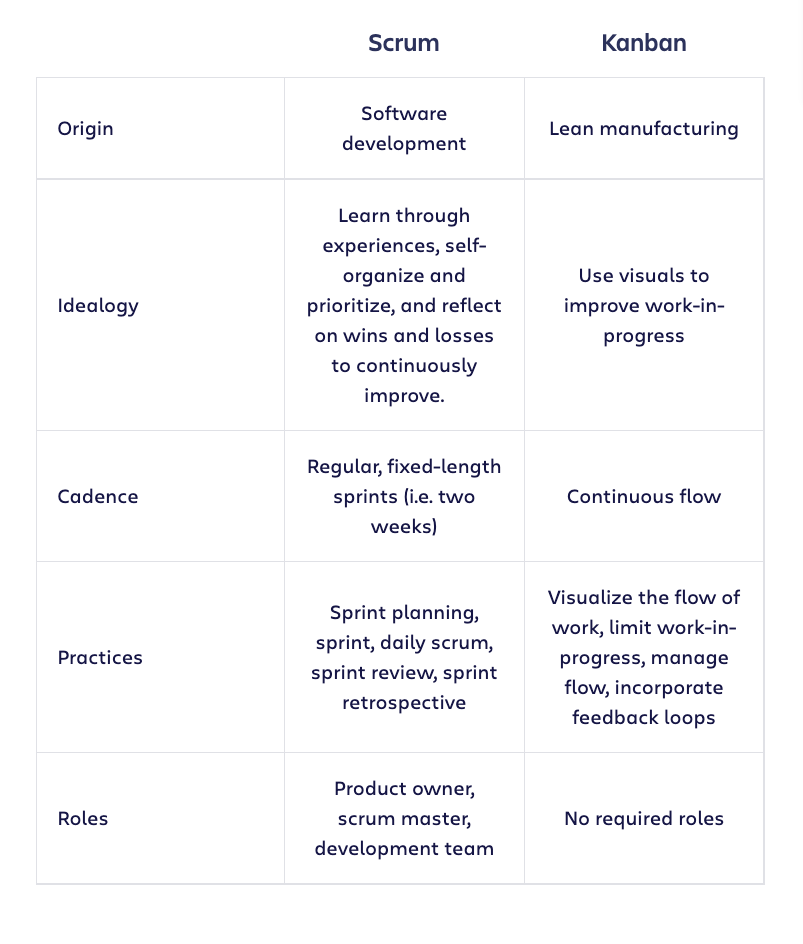 Scrum
Kanban
Origin
Software
development
Lean manufacturing
Idealogy
Learn through
experiences, self-
organize and
prioritize, and reflect
on wins and losses
to continuously
improve.
Use visuals to
improve work-in-
progress
Cadence
Regular, fixed-length
sprints (i.e. two
weeks)
Continuous flow
Practices
Sprint planning,
sprint, daily scrum,
sprint review, sprint
retrospective
Visualize the flow of
work, limit work-in-
progress, manage
flow, incorporate
feedback loops
Roles
Product owner,
scrum master,
development team
No required roles